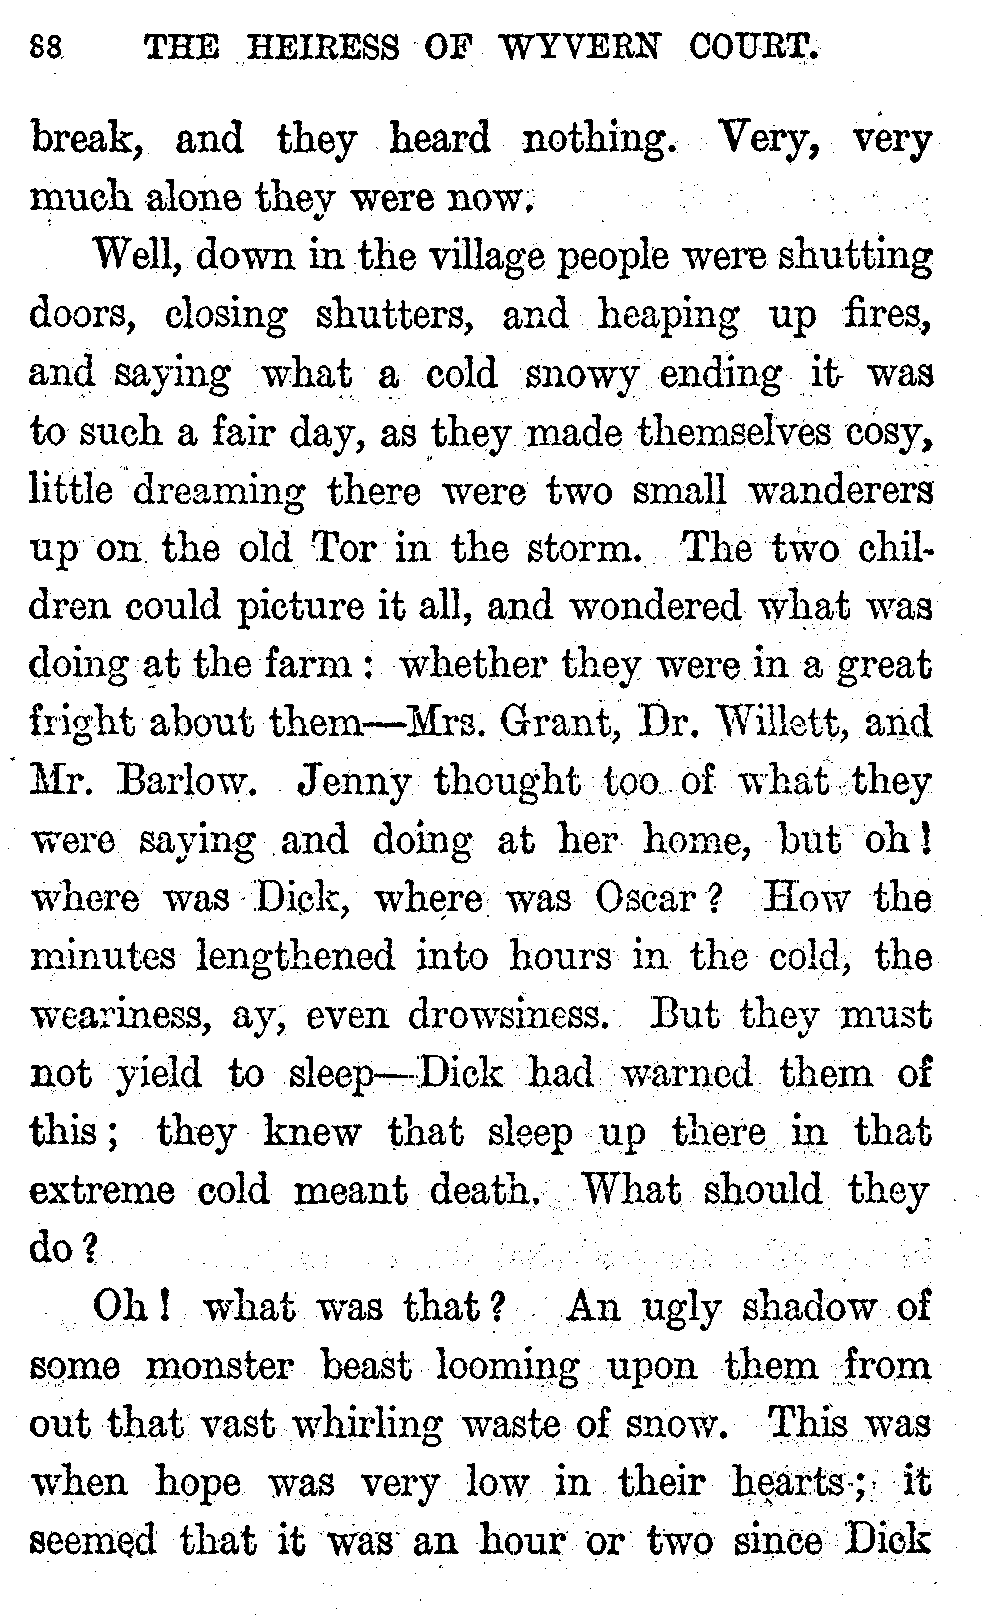 88 THE HEIRESS OF WYVERN COURT.
break, and they heard nothing. Very, very
much alone they were now.
Well, down in the village people were shutting
doors, closing shutters, and heaping up fires,
and saying what a cold snowy ending it was
to such a fair day, as they made themselves cosy,
little dreaming there were two small wanderers
up on the old Tor in the storm. The two chil-
dren could picture it all, and wondered what was
doing at the farm: whether they were in a great
fright about them—Mrs. Grant, Dr. Willett, and
Mr. Barlow. Jenny thought too of what they
were saying and doing at her home, but oh!
where was Dick, where was Oscar? How the
minutes lengthened into hours in the cold, the
weariness, ay, even drowsiness. But they must
not yield to sleep—Dick had warned them of
this; they knew that sleep up there in that
extreme cold meant death. What should they
do?
Oh! what was that? An ugly shadow of
some monster beast looming upon them from
out that vast whirling waste of snow. This was
when hope was very low in their hearts; it
seemed that it was an hour or two since Dick